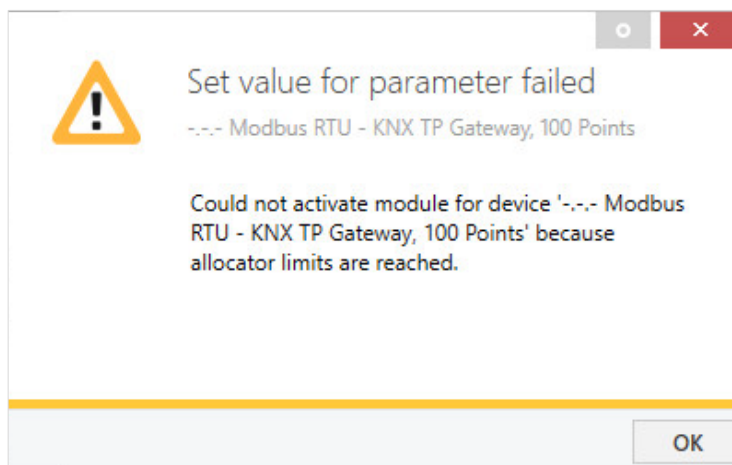 Set value for parameter failed
-.-.- Modbus RTU - KNX TP Gateway, 100 Points
Could not activate module for device '-.-.- Modbus
RTU - KNX TP Gateway, 100 Points' because
allocator limits are reached.
OK